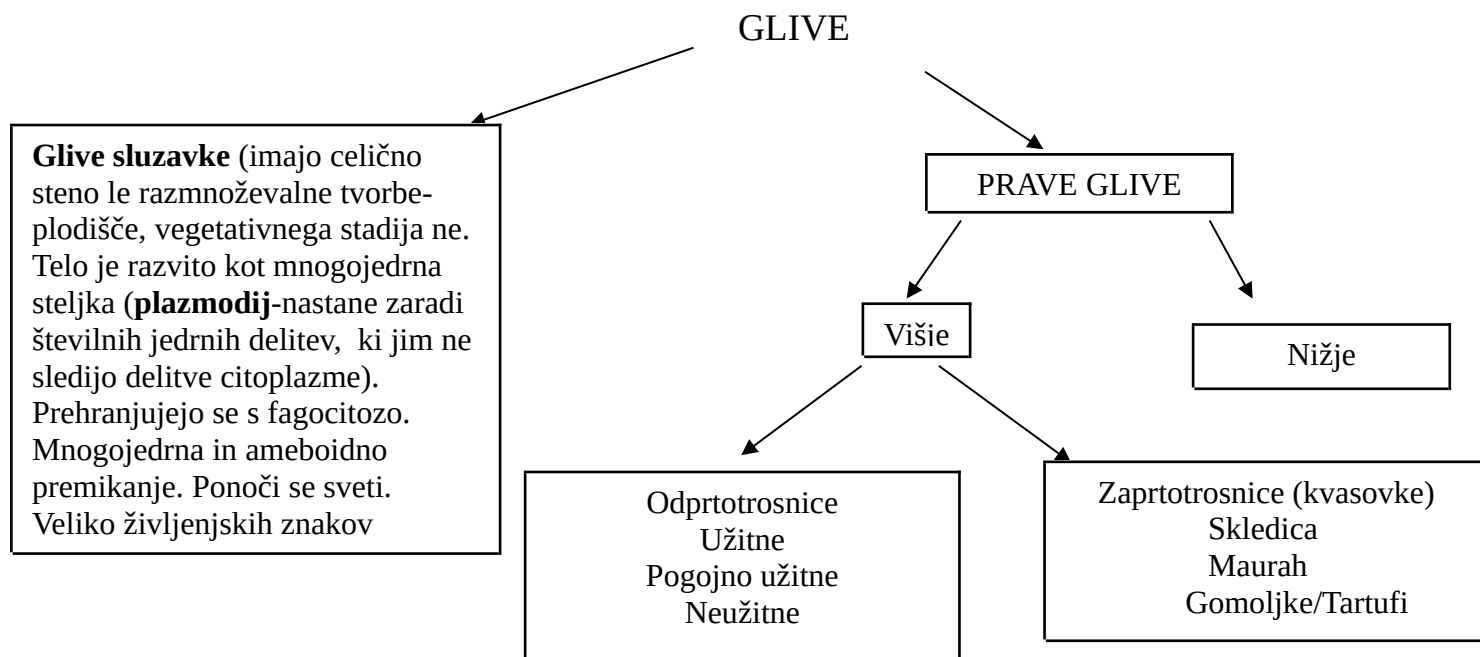 GLIVE
Glive sluzavke (imajo celično
steno le razmnoževalne tvorbe-
plodišče, vegetativnega stadija ne.
Telo je razvito kot mnogojedrna
steljka (plazmodij-nastane zaradi
številnih jedrnih delitev,  ki jim ne
sledijo delitve citoplazme).
Prehranjujejo se s fagocitozo.
Mnogojedrna in ameboidno
premikanje. Ponoči se sveti.
Veliko življenjskih znakov
PRAVE GLIVE
Višje
Nižje
Odprtotrosnice
Užitne
Pogojno užitne
Neužitne
Zaprtotrosnice (kvasovke)
Skledica
Maurah
Gomoljke/Tartufi